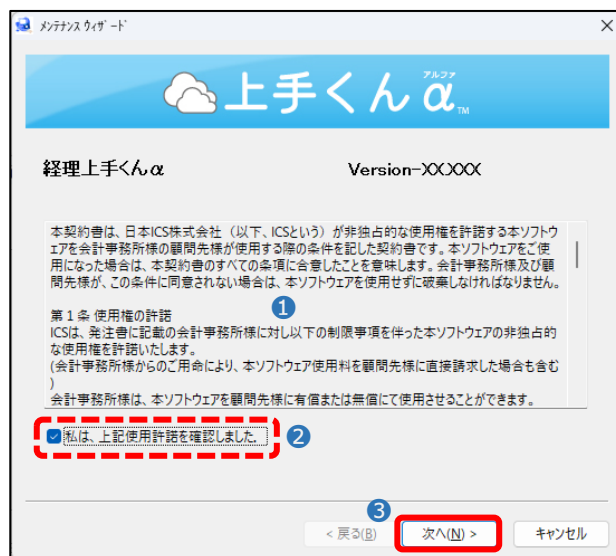 メンテナンス ウィザード
アルファ
上手くんα™
経理上手くんα Version-XX.XXX
本契約書は、日本ICS株式会社（以下、ICSという）が非独占的な使用権を許諾する本ソフトウ
ェアを会計事務所様の顧問先様が使用する際の条件を記した契約書です。本ソフトウェアをご使
用になった場合は、本契約書のすべての条項に合意したことを意味します。会計事務所様及び顧
問先様が、この条件に同意されない場合は、本ソフトウェアを使用せずに破棄しなければなりません。
第１条 使用権の許諾
①
ICSは、発注書に記載の会計事務所様に対し以下の制限事項を伴った本ソフトウェアの非独占的
な使用権を許諾いたします。
(会計事務所様からのご用命により、本ソフトウェア使用料を顧問先様に直接請求した場合も含む
)
会計事務所様は、本ソフトウェアを顧問先様に有償または無償にて使用させることができます。
私は、上記使用許諾を確認しました。 ②
③
< 戻る(B) 次へ(N) > キャンセル